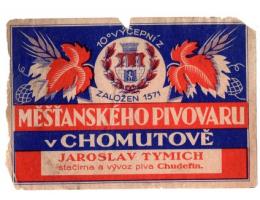 10° VÝČEPNÍ Z
ZALOŽEN 1571
MĚŠŤANSKÉHO PIVOVARU
v CHOMUTOVĚ
JAROSLAV TYMICH
stáčírna a vývoz piva Chudeřín.